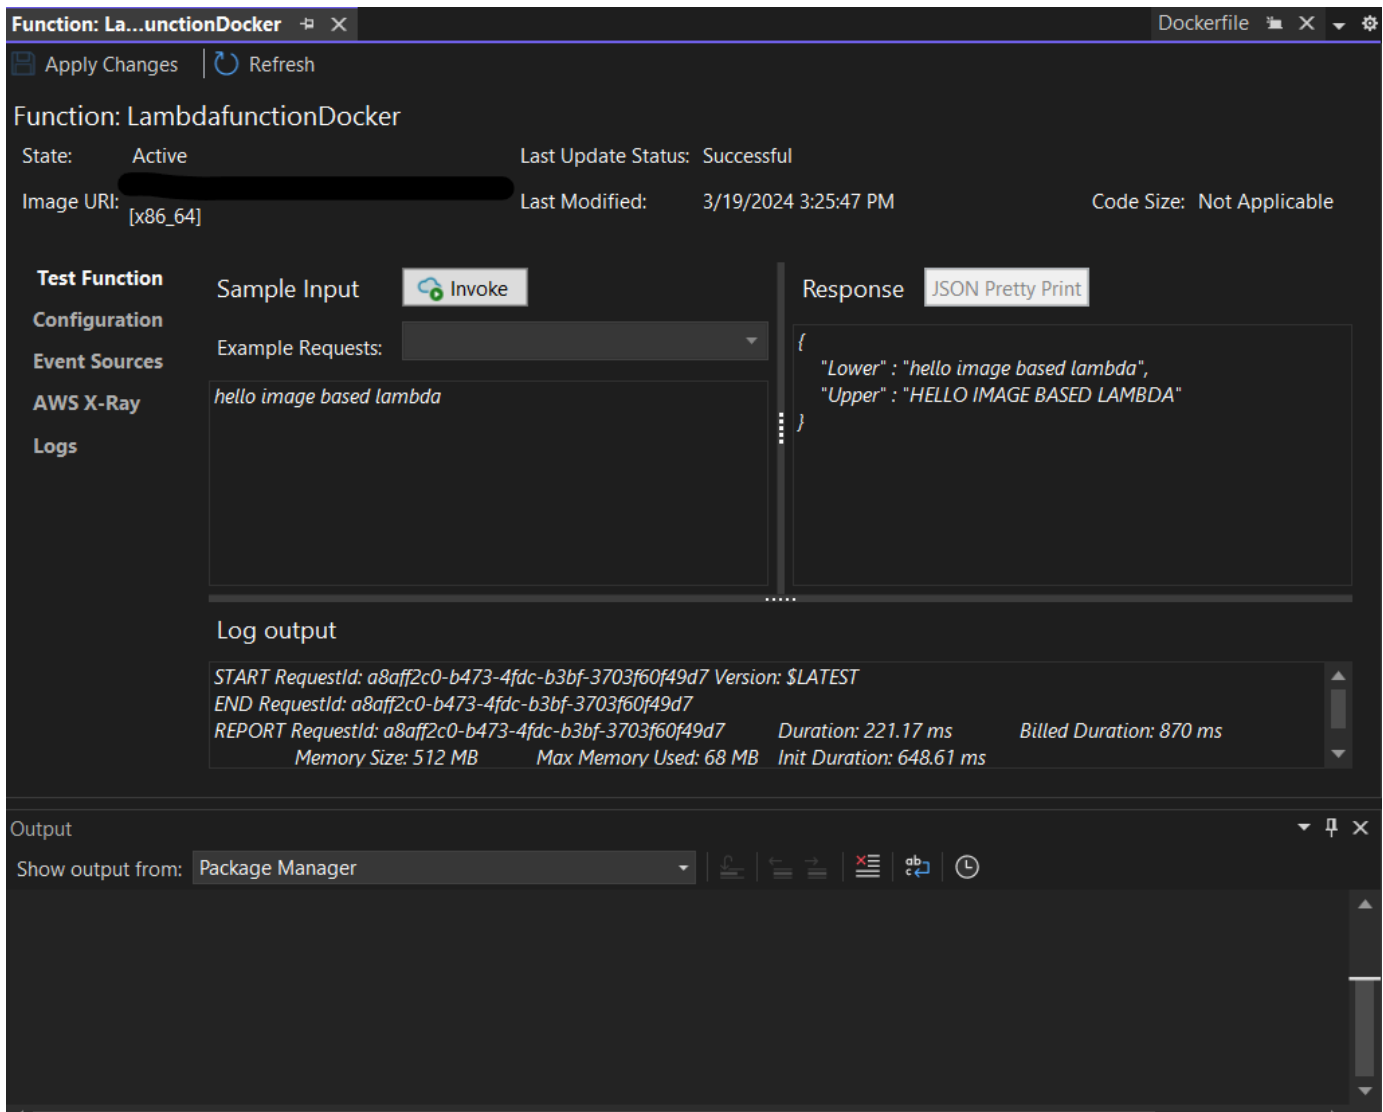 Function: La...unctionDocker
Dockerfile
Apply Changes
Refresh
Function: LambdafunctionDocker
State: Active
Last Update Status: Successful
Image URI:
[x86_64]
Last Modified: 3/19/2024 3:25:47 PM
Code Size: Not Applicable
Test Function
Configuration
Event Sources
AWS X-Ray
Logs
Sample Input
Invoke
Example Requests:
hello image based lambda
Response
JSON Pretty Print
{
"Lower" : "hello image based lambda",
"Upper" : "HELLO IMAGE BASED LAMBDA"
}
Log output
START RequestId: a8aff2c0-b473-4fdc-b3bf-3703f60f49d7 Version: $LATEST
END RequestId: a8aff2c0-b473-4fdc-b3bf-3703f60f49d7
REPORT RequestId: a8aff2c0-b473-4fdc-b3bf-3703f60f49d7 Duration: 221.17 ms Billed Duration: 870 ms
Memory Size: 512 MB Max Memory Used: 68 MB Init Duration: 648.61 ms
Output
Show output from: Package Manager